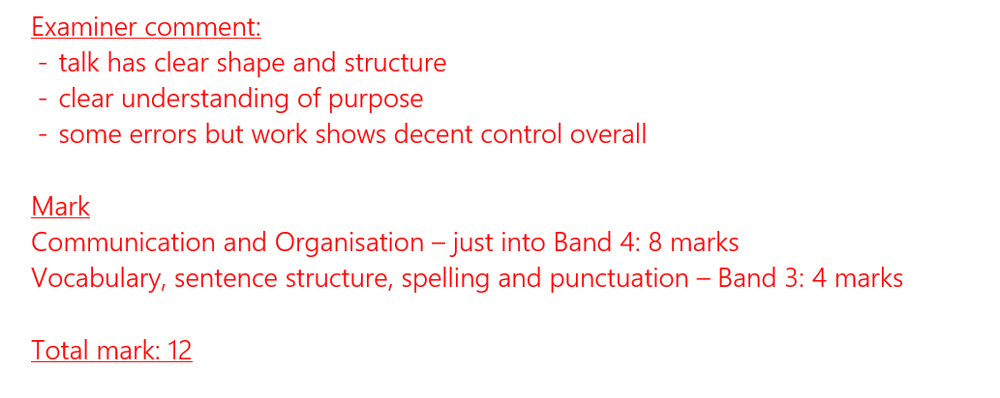 Examiner comment:
- talk has clear shape and structure
- clear understanding of purpose
- some errors but work shows decent control overall
Mark
Communication and Organisation – just into Band 4: 8 marks
Vocabulary, sentence structure, spelling and punctuation – Band 3: 4 marks
Total mark: 12